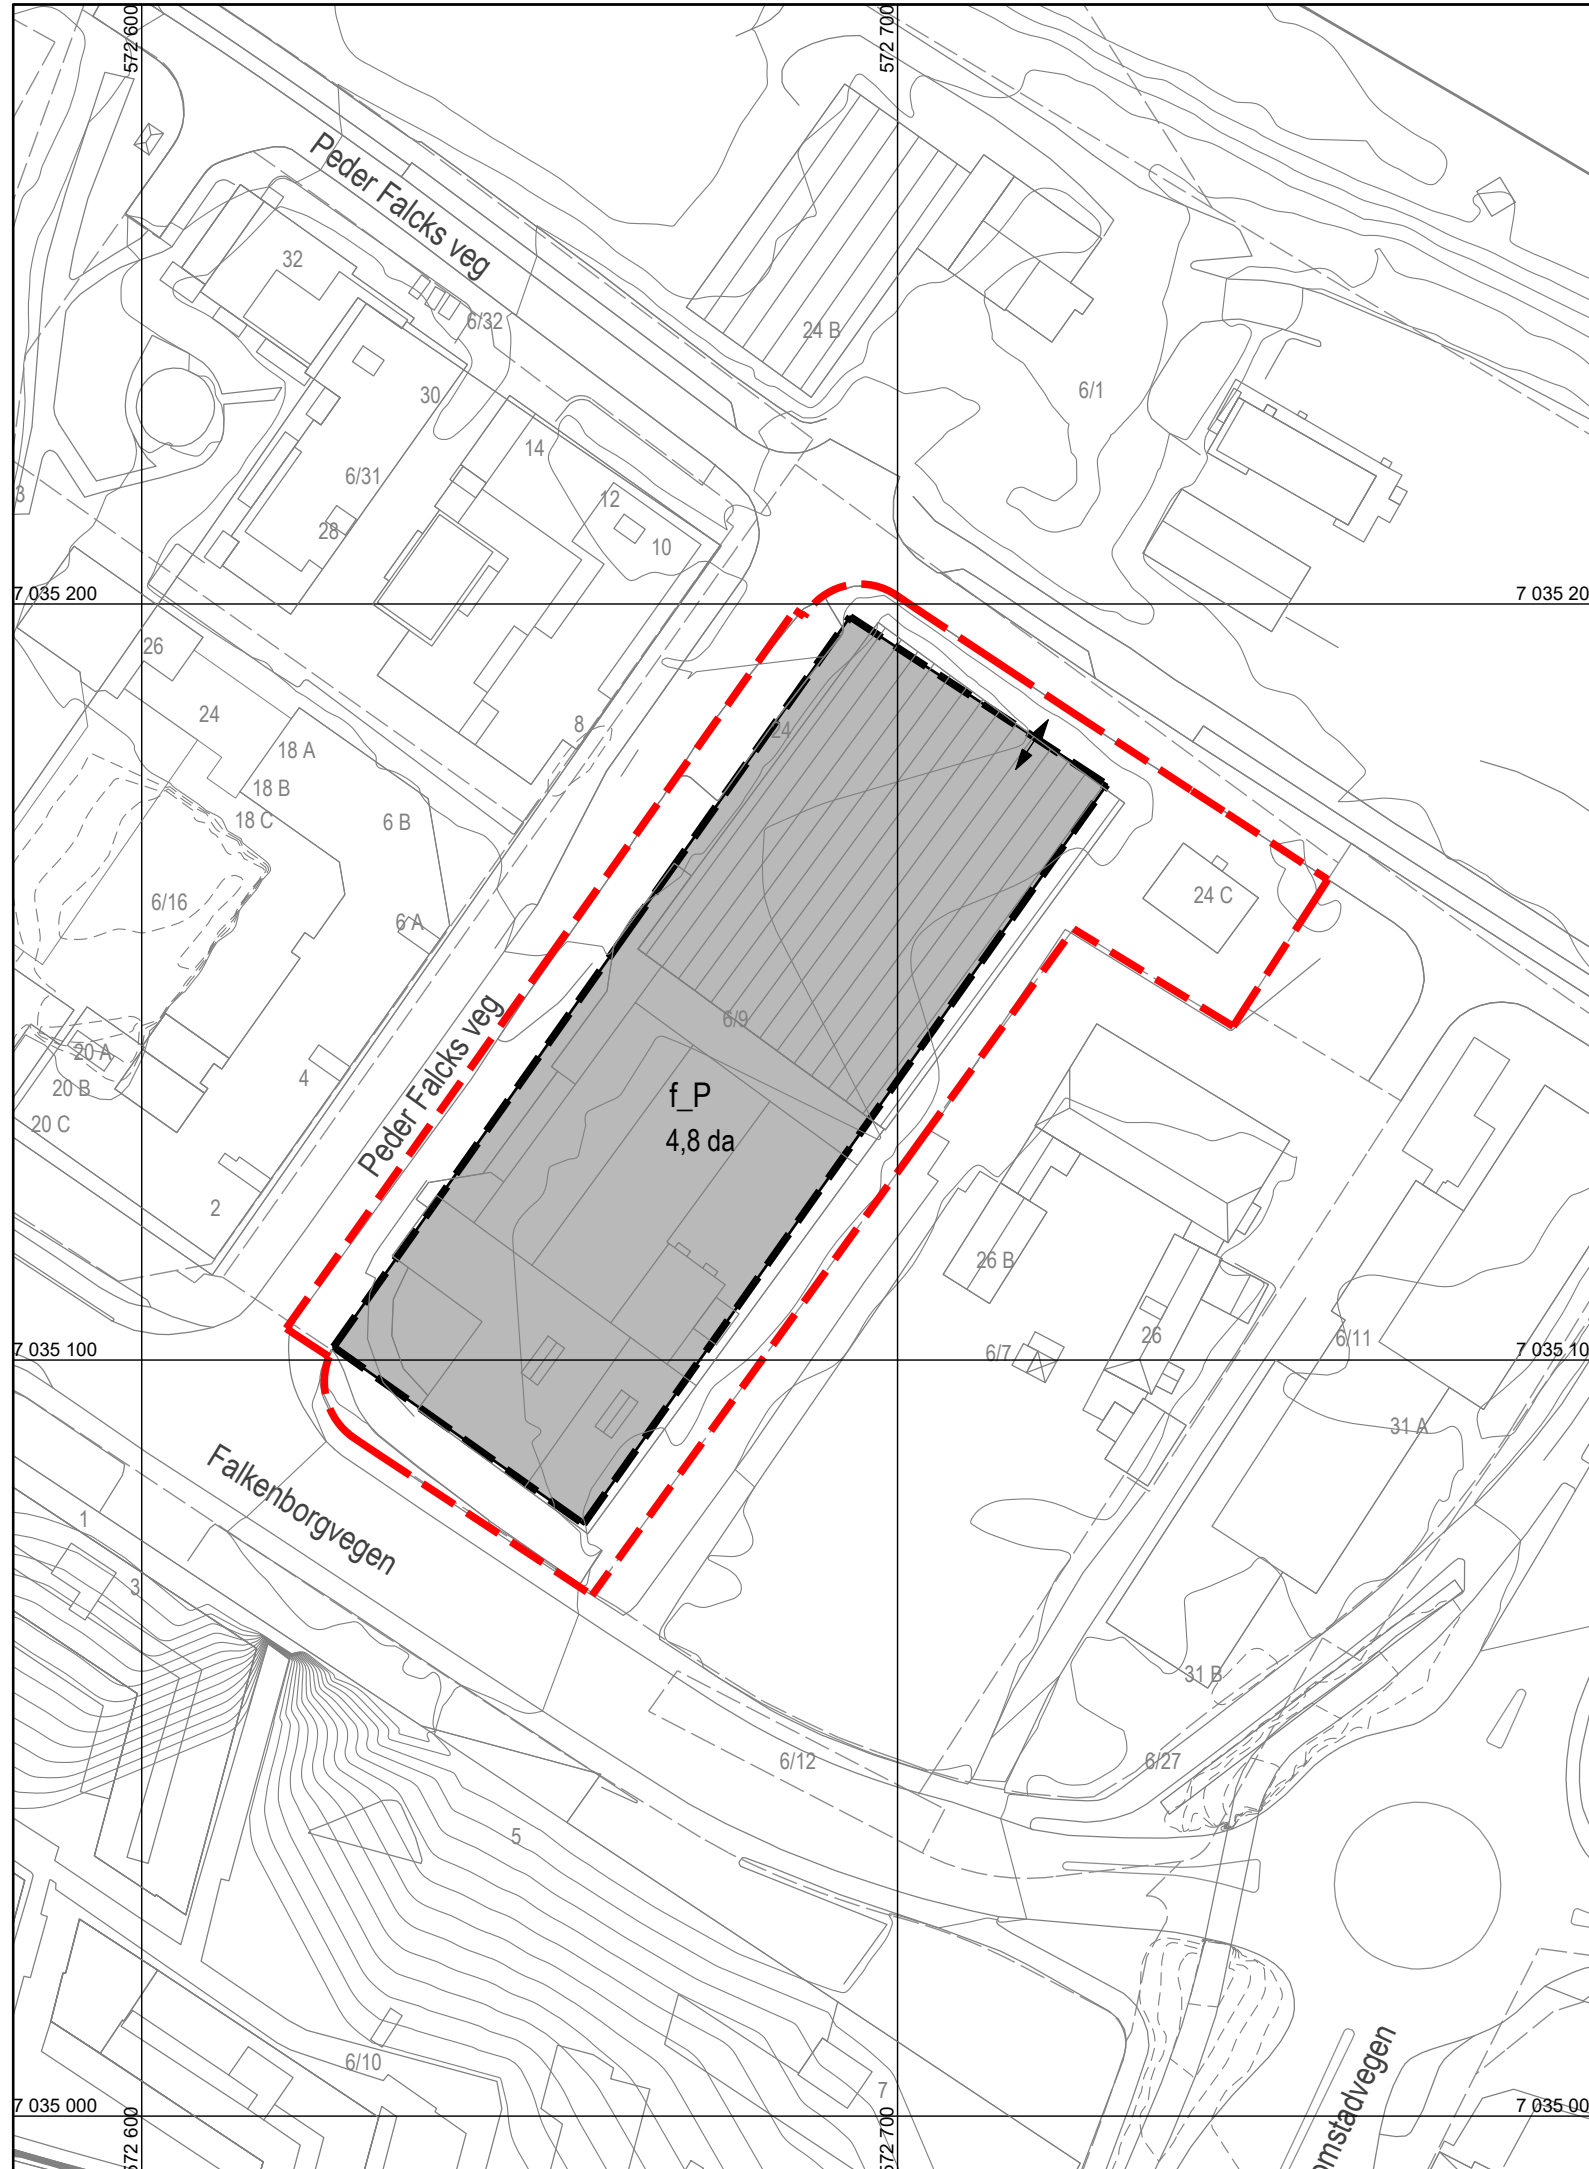 572 600
572 700
Peder Falcks veg
32
6/32
24 B
30
6/1
14
6/31
3
12
28
10
7 035 200
7 035 20
26
24
8
24
18 A
18 B
18 C
6 B
24 C
6/16
6 A
6/9
Peder Falcks veg
20 A
4
20 B
f_P
20 C
4,8 da
2
26 B
26
6/11
6/7
7 035 100
7 035 10
31 A
Falkenborgvegen
1
3
31 B
6/12
6/27
5
6/10
7
omstadvegen
7 035 000
7 035 00
572 600
572 700